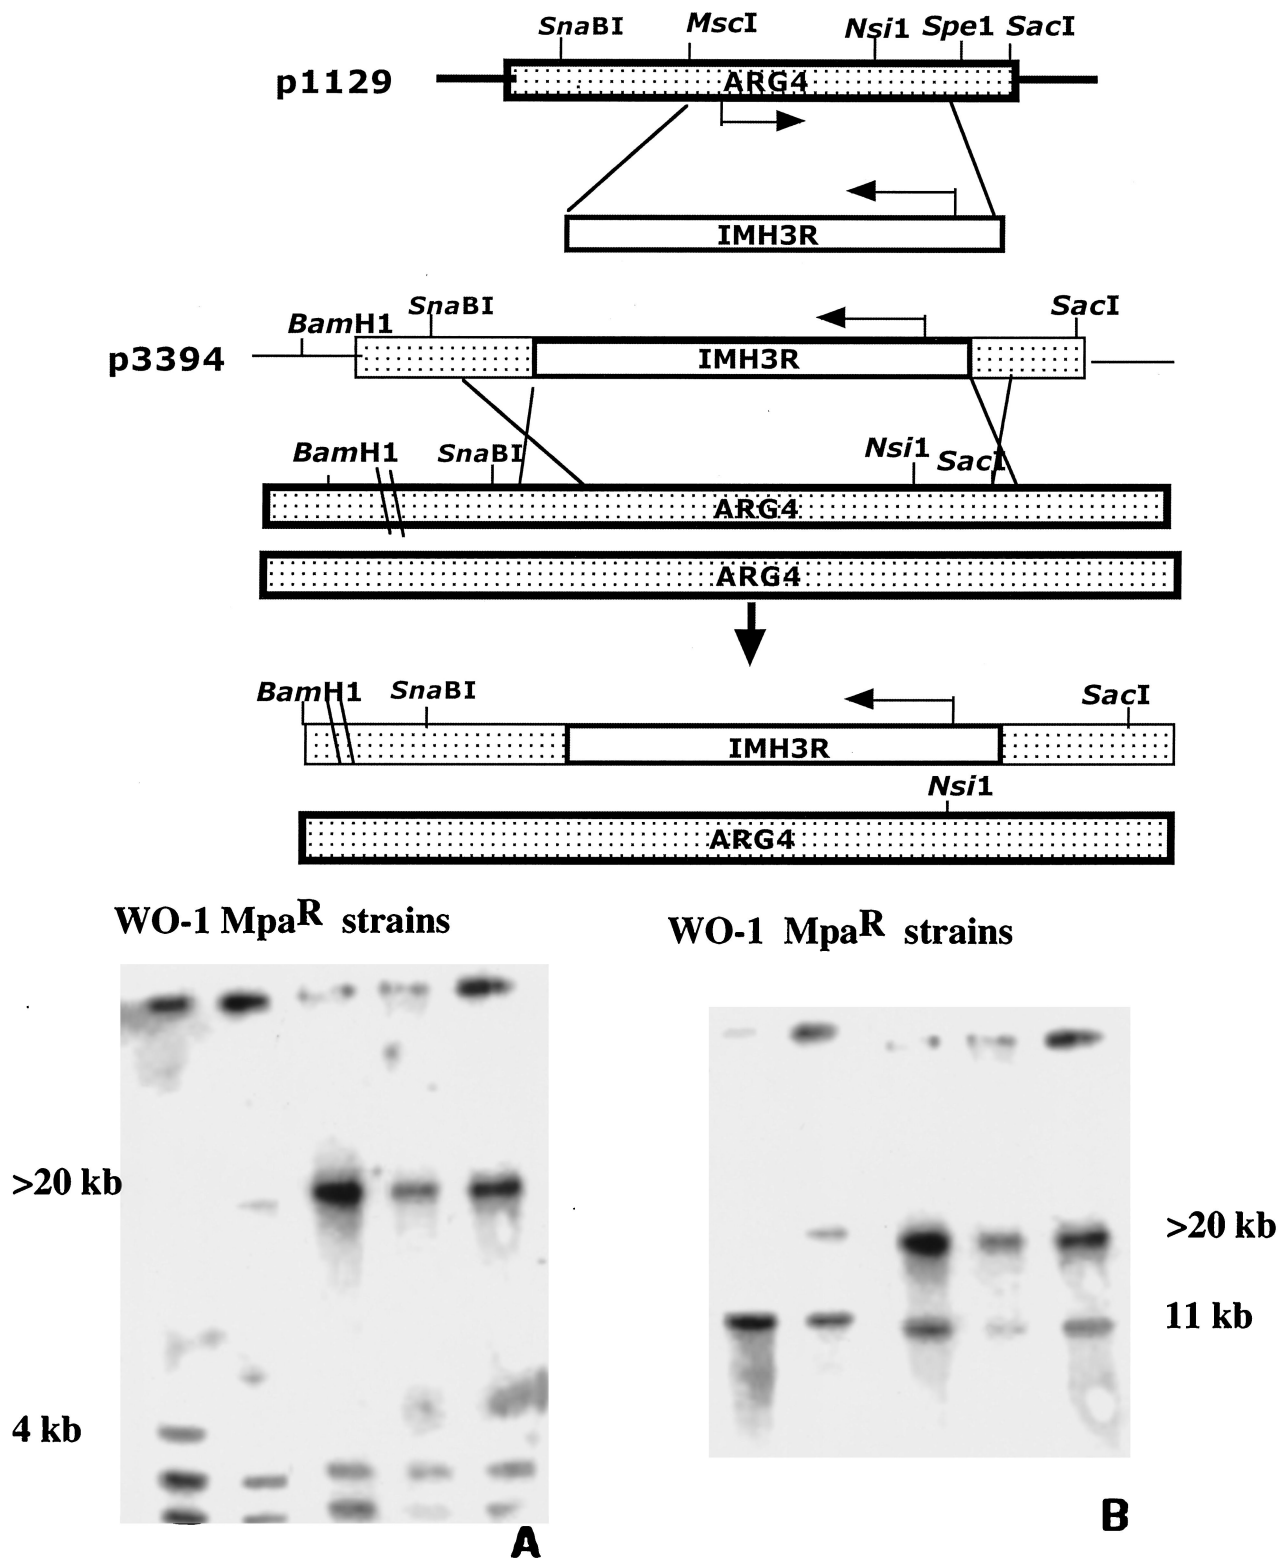 SnaBI MscI Nsi1 Spe1 SacI
p1129
ARG4
IMH3R
BamH1 SnaBI SacI
p3394
IMH3R
BamH1 SnaBI Nsi1 SacI
ARG4
ARG4
BamH1 SnaBI SacI
IMH3R
Nsi1
ARG4
WO-1 MpaR strains
WO-1 MpaR strains
>20 kb
>20 kb
11 kb
4 kb
A
B